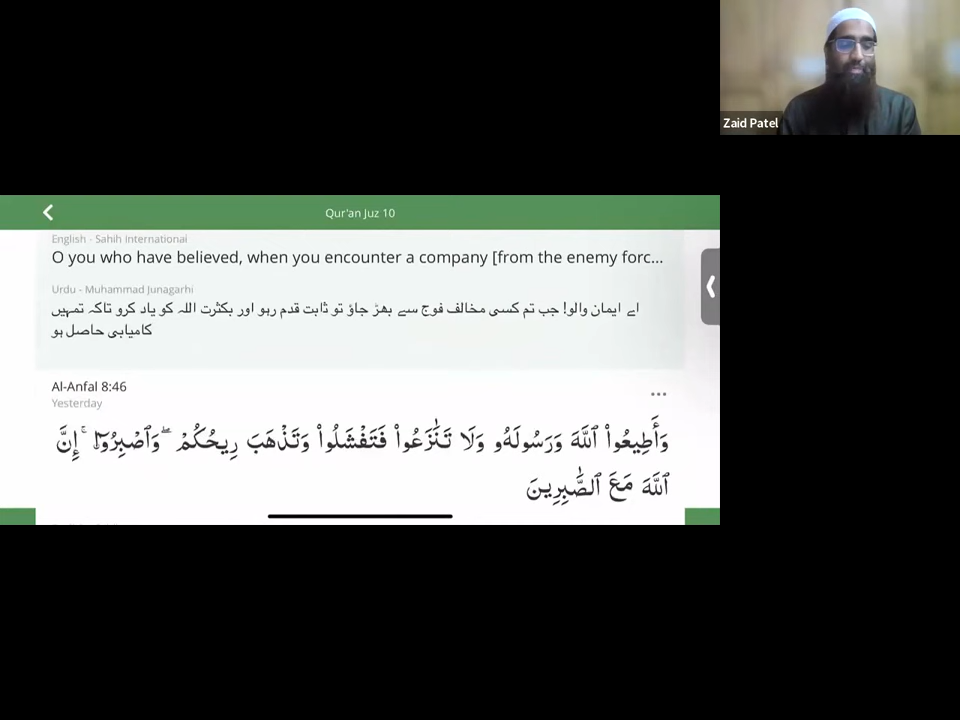 Zaid Patel
Qur'an Juz 10
English - Sahih International
O you who have believed, when you encounter a company [from the enemy forc...
Urdu - Muhammad Junagarhi
اے ایمان والو! جب تم کسی مخالف فوج سے بھڑ جاؤ تو ثابت قدم رہو اور بکثرت اللہ کو یاد کرو تاکہ تمہیں
کامیابی حاصل ہو
Al-Anfal 8:46
Yesterday
وَأَطِيعُواْ ٱللَّهَ وَرَسُولَهُۥ وَلَا تَنَٰزَعُواْ فَتَفْشَلُواْ وَتَذْهَبَ رِيحُكُمْ ۖ وَٱصْبِرُوٓاْ ۚ إِنَّ
ٱللَّهَ مَعَ ٱلصَّٰبِرِينَ